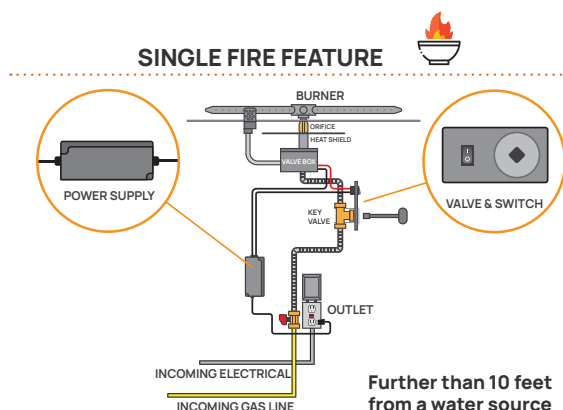 SINGLE FIRE FEATURE
BURNER
ORIFICE
HEAT SHIELD
VALVE BOX
POWER SUPPLY
VALVE & SWITCH
KEY
VALVE
OUTLET
INCOMING ELECTRICAL
INCOMING GAS LINE
Further than 10 feet
from a water source